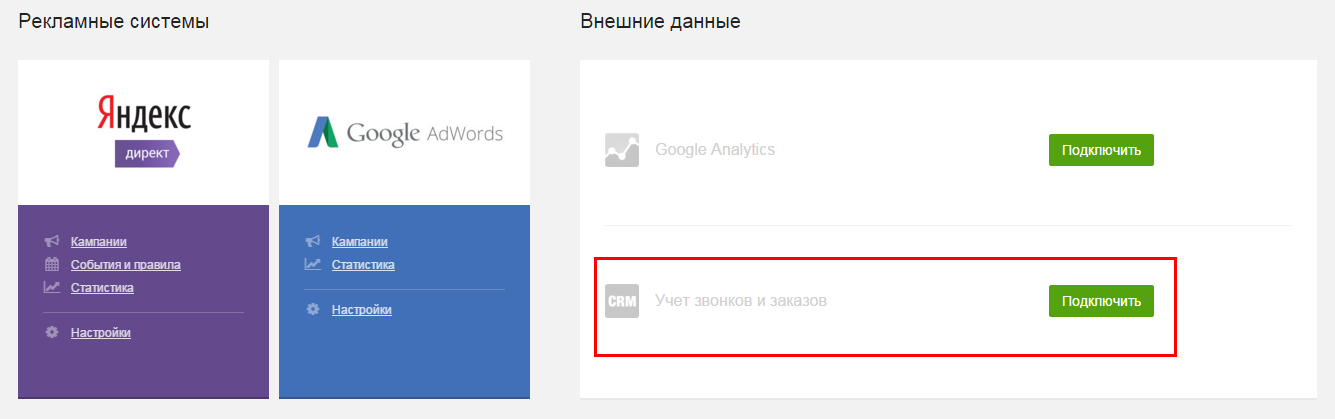 Рекламные системы
Яндекс
директ
Google AdWords
Кампании
События и правила
Статистика
Настройки
Кампании
Статистика
Настройки
Внешние данные
Google Analytics
Подключить
CRM
Учет звонков и заказов
Подключить